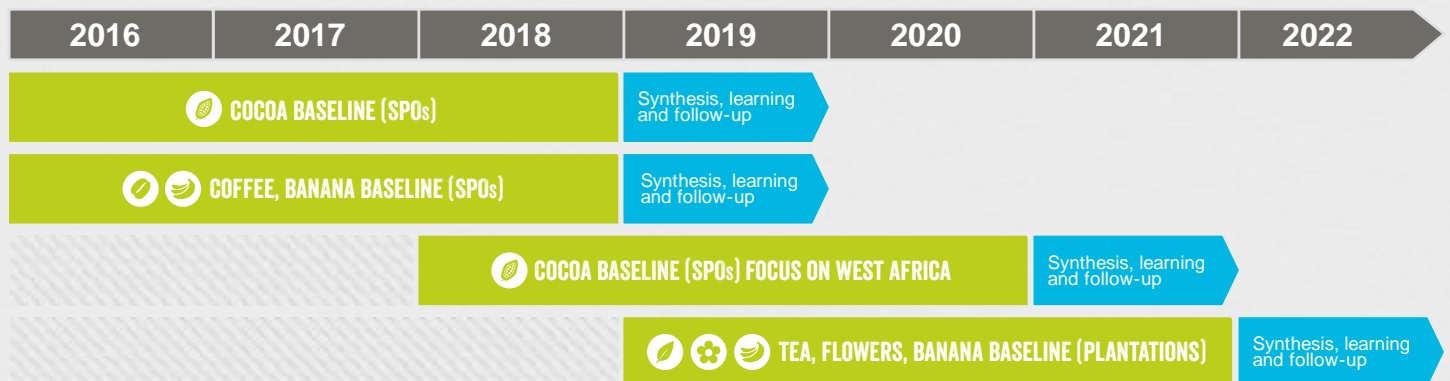 2016 2017 2018 2019 2020 2021 2022
COCOA BASELINE (SPOs)
Synthesis, learning
and follow-up
COFFEE, BANANA BASELINE (SPOs)
Synthesis, learning
and follow-up
COCOA BASELINE (SPOs) FOCUS ON WEST AFRICA
Synthesis, learning
and follow-up
TEA, FLOWERS, BANANA BASELINE (PLANTATIONS)
Synthesis, learning
and follow-up